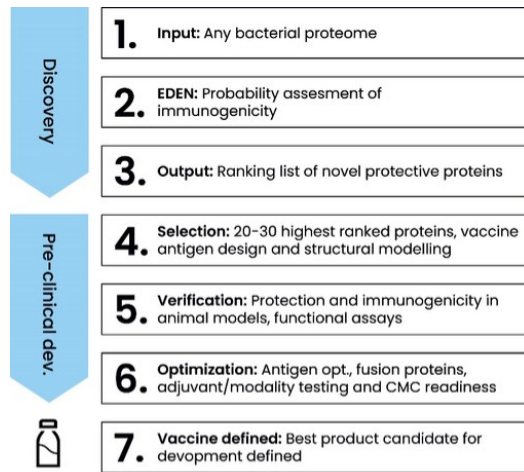 Discovery
1. Input: Any bacterial proteome
2. EDEN: Probability assesment of
immunogenicity
3. Output: Ranking list of novel protective proteins
Pre-clinical dev.
4. Selection: 20-30 highest ranked proteins, vaccine
antigen design and structural modelling
5. Verification: Protection and immunogenicity in
animal models, functional assays
6. Optimization: Antigen opt., fusion proteins,
adjuvant/modality testing and CMC readiness
7. Vaccine defined: Best product candidate for
devopment defined